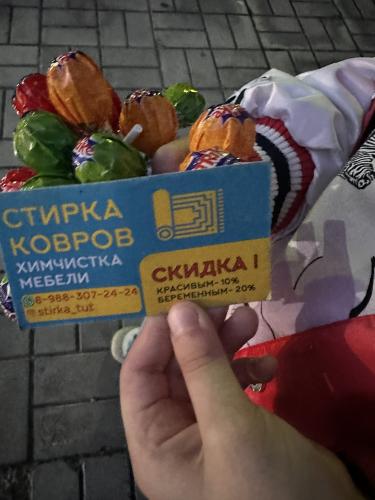 СТИРКА
КОВРОВ
ХИМЧИСТКА
МЕБЕЛИ
8-988-307-24-24
stirka_tut
СКИДКА !
КРАСИВЫМ- 10%
БЕРЕМЕННЫМ- 20%